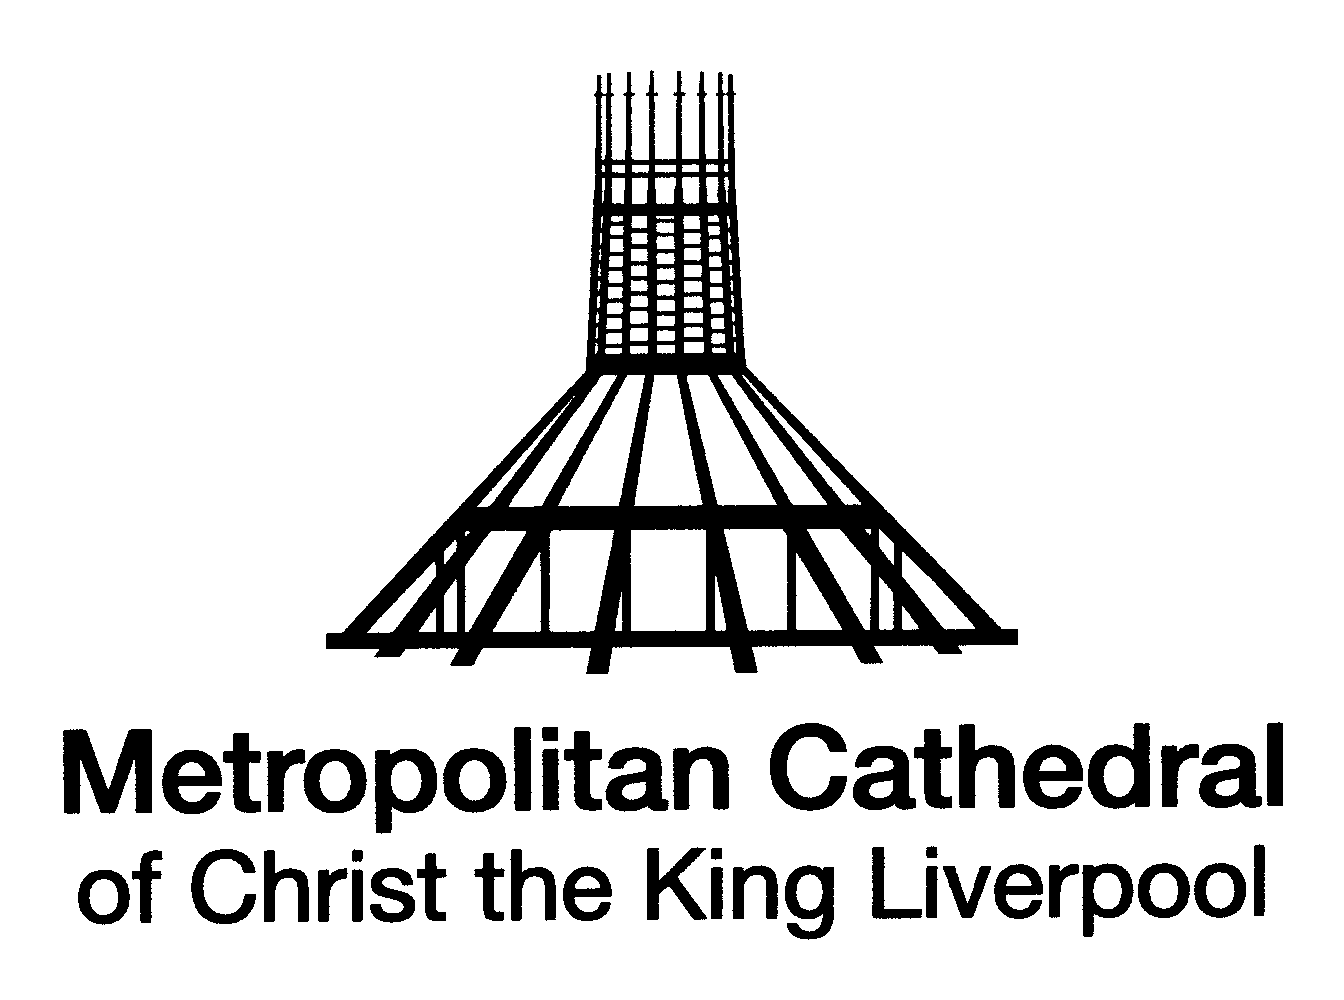 Metropolitan Cathedral
of Christ the King Liverpool